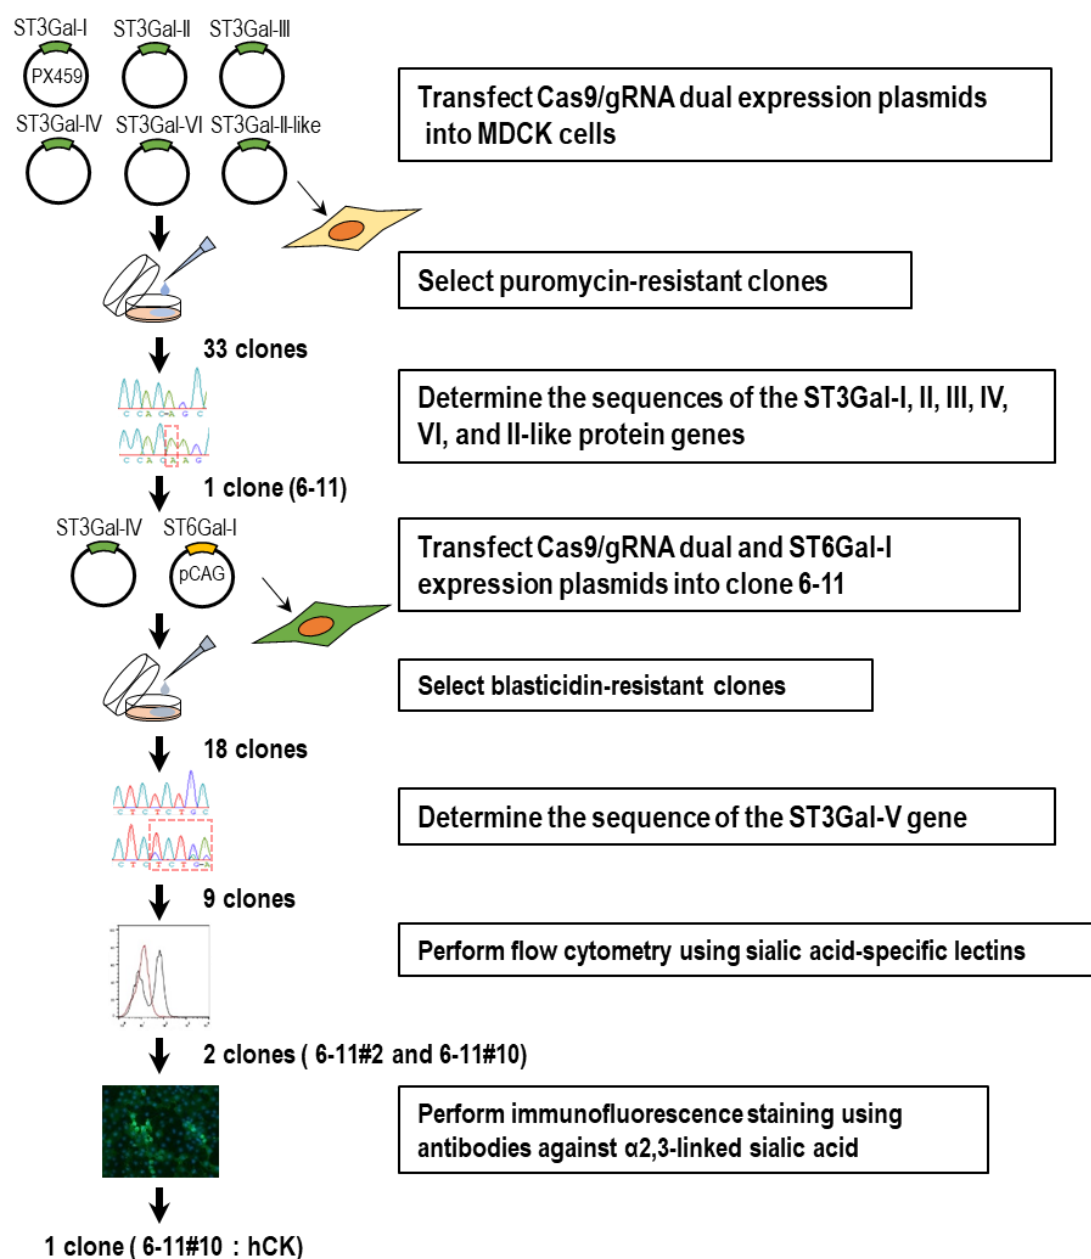 ST3Gal-I ST3Gal-II ST3Gal-III
PX459
ST3Gal-IV ST3Gal-VI ST3Gal-II-like
Transfect Cas9/gRNA dual expression plasmids
into MDCK cells
Select puromycin-resistant clones
33 clones
C C A C - A G C
C C A C A A G
Determine the sequences of the ST3Gal-I, II, III, IV,
VI, and II-like protein genes
1 clone (6-11)
ST3Gal-IV ST6Gal-I
pCAG
Transfect Cas9/gRNA dual and ST6Gal-I
expression plasmids into clone 6-11
Select blasticidin-resistant clones
18 clones
C T C T C T G C
C T C T C T G - A
Determine the sequence of the ST3Gal-V gene
9 clones
Perform flow cytometry using sialic acid-specific lectins
2 clones ( 6-11#2 and 6-11#10)
Perform immunofluorescence staining using
antibodies against α2,3-linked sialic acid
1 clone ( 6-11#10 : hCK)